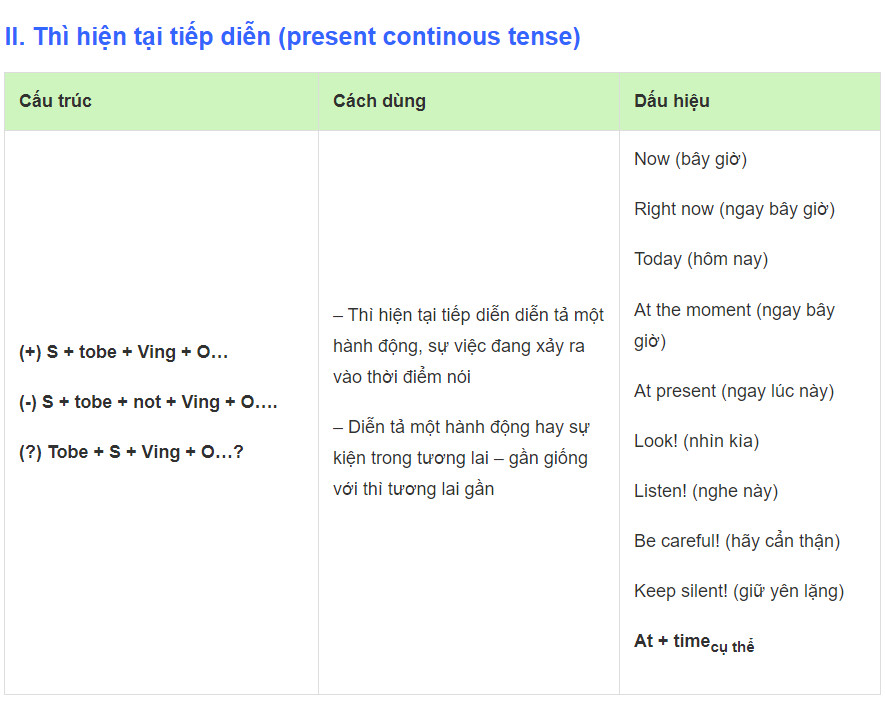 II. Thì hiện tại tiếp diễn (present continous tense)
Cấu trúc
Cách dùng
Dấu hiệu
(+) S + tobe + Ving + O…
(-) S + tobe + not + Ving + O….
(?) Tobe + S + Ving + O…?
– Thì hiện tại tiếp diễn diễn tả một
hành động, sự việc đang xảy ra
vào thời điểm nói
– Diễn tả một hành động hay sự
kiện trong tương lai – gần giống
với thì tương lai gần
Now (bây giờ)
Right now (ngay bây giờ)
Today (hôm nay)
At the moment (ngay bây
giờ)
At present (ngay lúc này)
Look! (nhìn kìa)
Listen! (nghe này)
Be careful! (hãy cẩn thận)
Keep silent! (giữ yên lặng)
At + time cụ thể